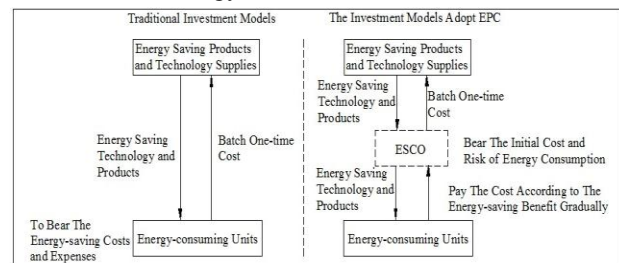 Traditional Investment Models
The Investment Models Adopt EPC
Energy Saving Products
and Technology Supplies
Energy Saving
Technology and
Products
Batch One-time
Cost
To Bear The
Energy-saving Costs
and Expenses
Energy-consuming Units
Energy Saving Products
and Technology Supplies
Energy Saving
Technology and
Products
Batch One-time
Cost
ESCO
Bear The Initial Cost and
Risk of Energy Consumption
Energy Saving
Technology and
Products
Pay The Cost According to The
Energy-saving Benefit Gradually
Energy-consuming Units